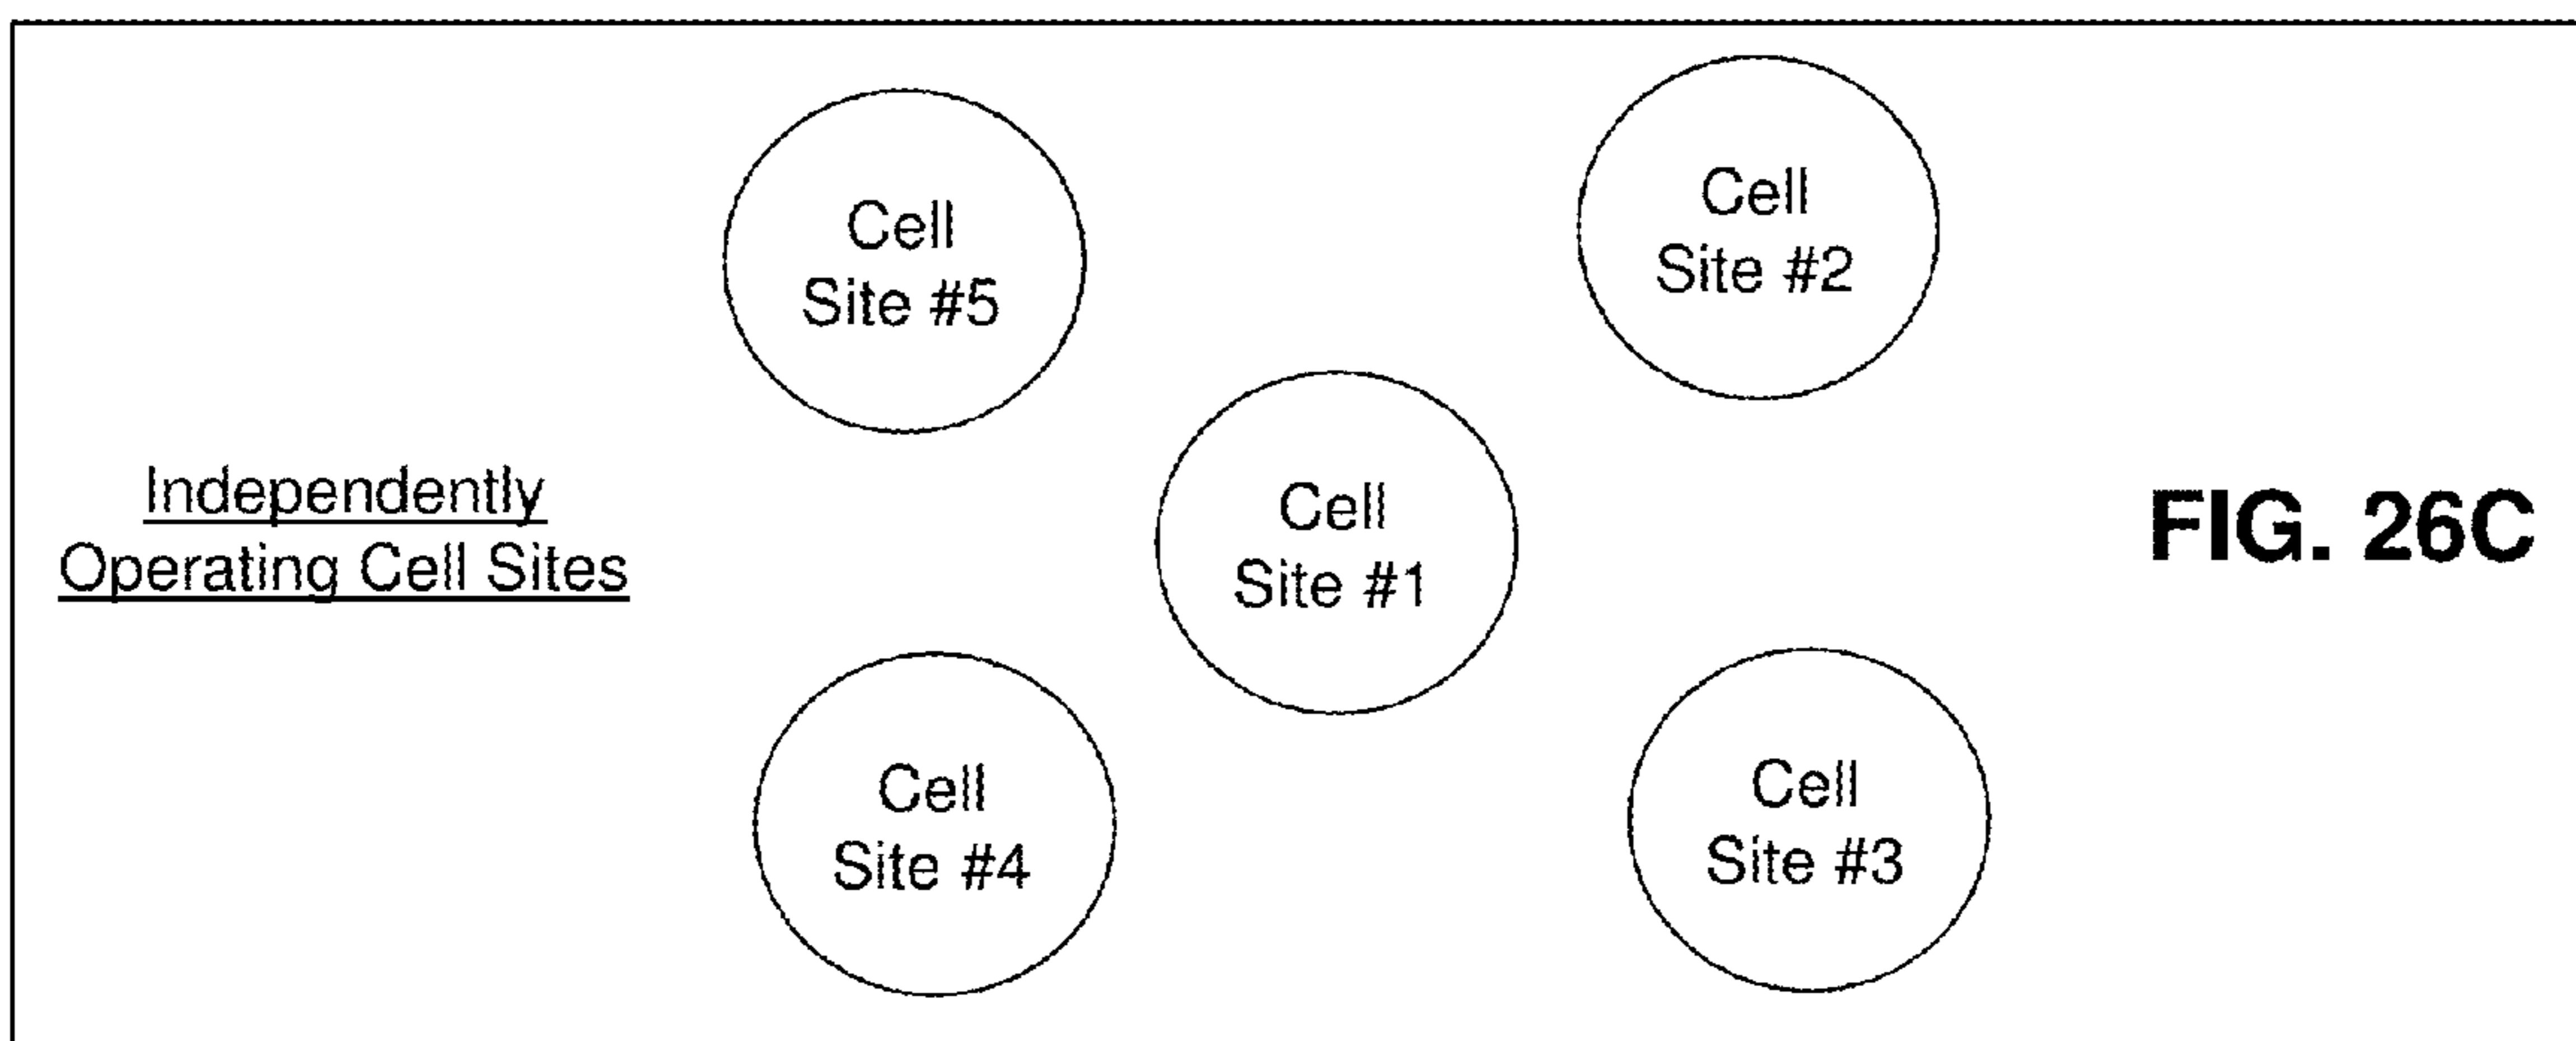 Cell
Site #5
Cell
Site #2
Independently
Operating Cell Sites
Cell
Site #1
FIG. 26C
Cell
Site #4
Cell
Site #3